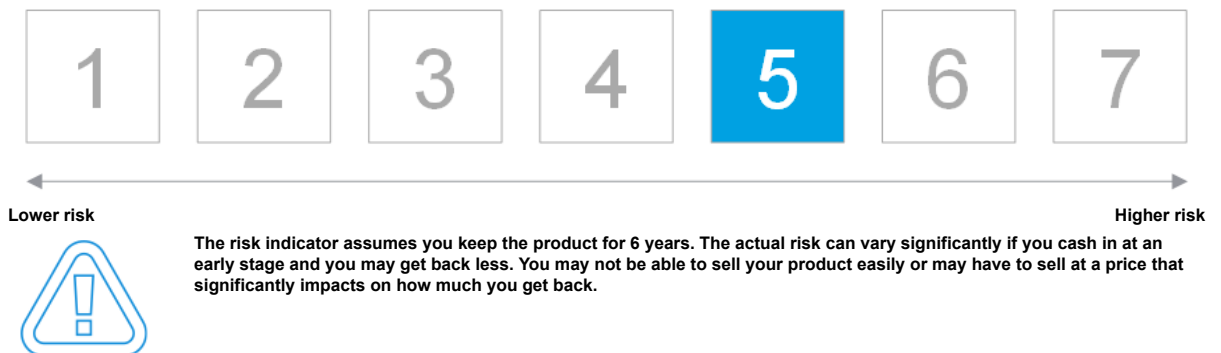 1 2 3 4 5 6 7
Lower risk Higher risk
The risk indicator assumes you keep the product for 6 years. The actual risk can vary significantly if you cash in at an
early stage and you may get back less. You may not be able to sell your product easily or may have to sell at a price that
significantly impacts on how much you get back.